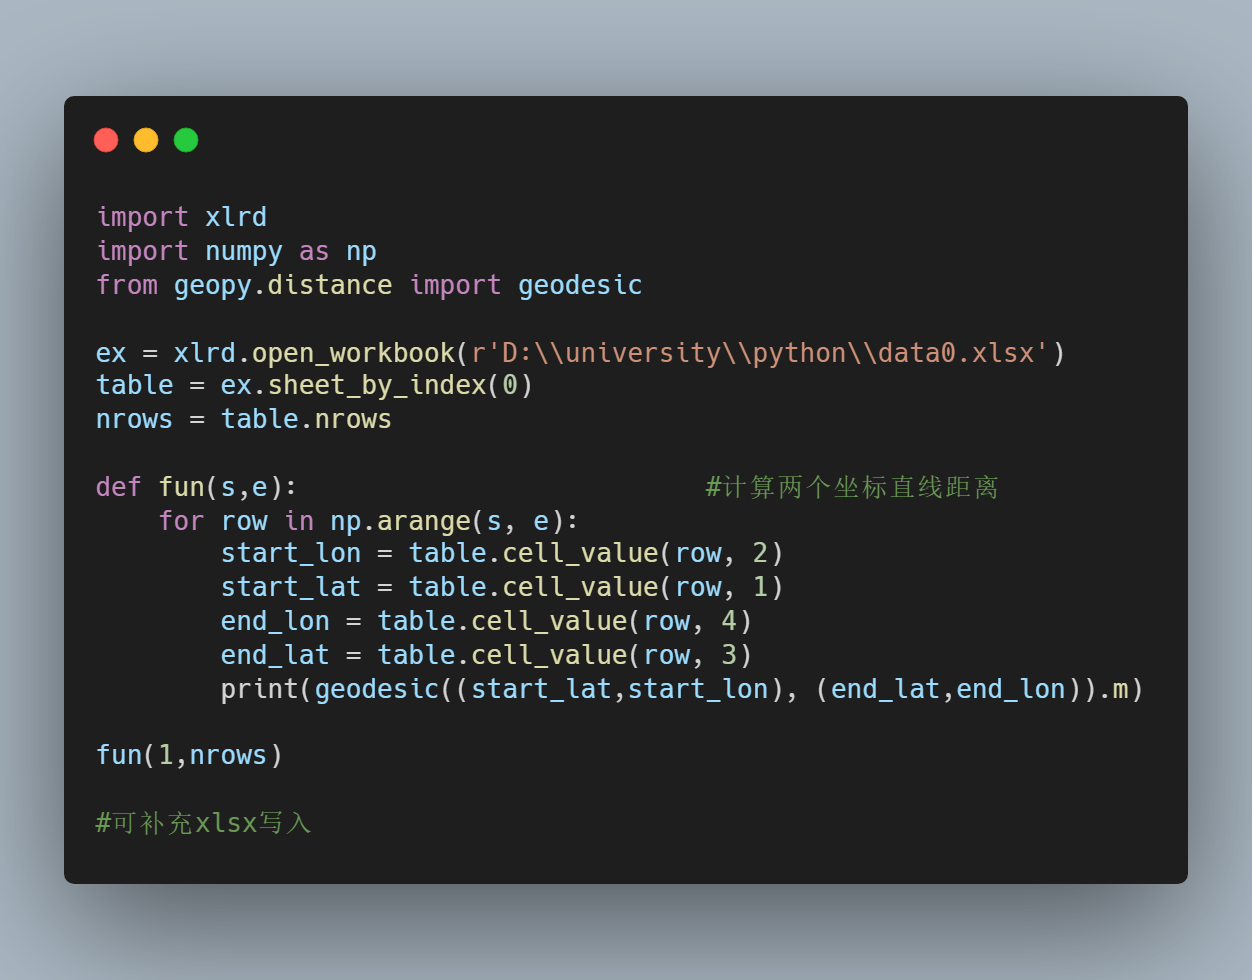 import xlrd
import numpy as np
from geopy.distance import geodesic
ex = xlrd.open_workbook(r'D:\\university\\python\\data0.xlsx')
table = ex.sheet_by_index(0)
nrows = table.nrows
def fun(s,e):                          #计算两个坐标直线距离
    for row in np.arange(s, e):
        start_lon = table.cell_value(row, 2)
        start_lat = table.cell_value(row, 1)
        end_lon = table.cell_value(row, 4)
        end_lat = table.cell_value(row, 3)
        print(geodesic((start_lat,start_lon), (end_lat,end_lon)).m)
fun(1,nrows)
#可补充xlsx写入